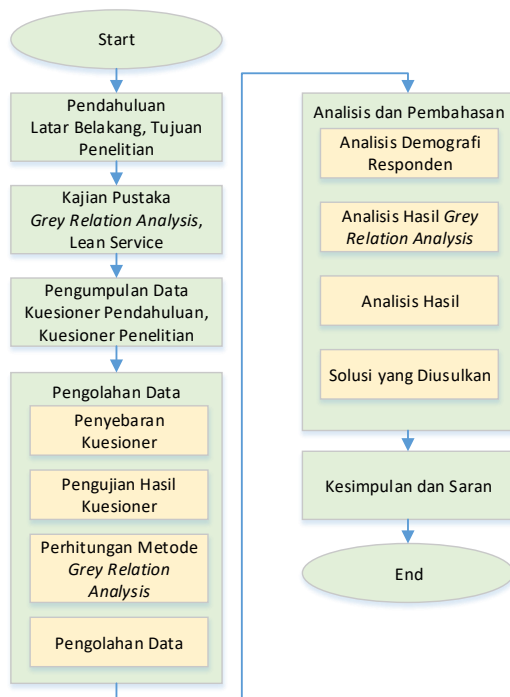 Start
Pendahuluan
Latar Belakang, Tujuan
Penelitian
Kajian Pustaka
Grey Relation Analysis,
Lean Service
Pengumpulan Data
Kuesioner Pendahuluan,
Kuesioner Penelitian
Pengolahan Data
Penyebaran
Kuesioner
Pengujian Hasil
Kuesioner
Perhitungan Metode
Grey Relation
Analysis
Pengolahan Data
Analisis dan Pembahasan
Analisis Demografi
Responden
Analisis Hasil Grey
Relation Analysis
Analisis Hasil
Solusi yang Diusulkan
Kesimpulan dan Saran
End